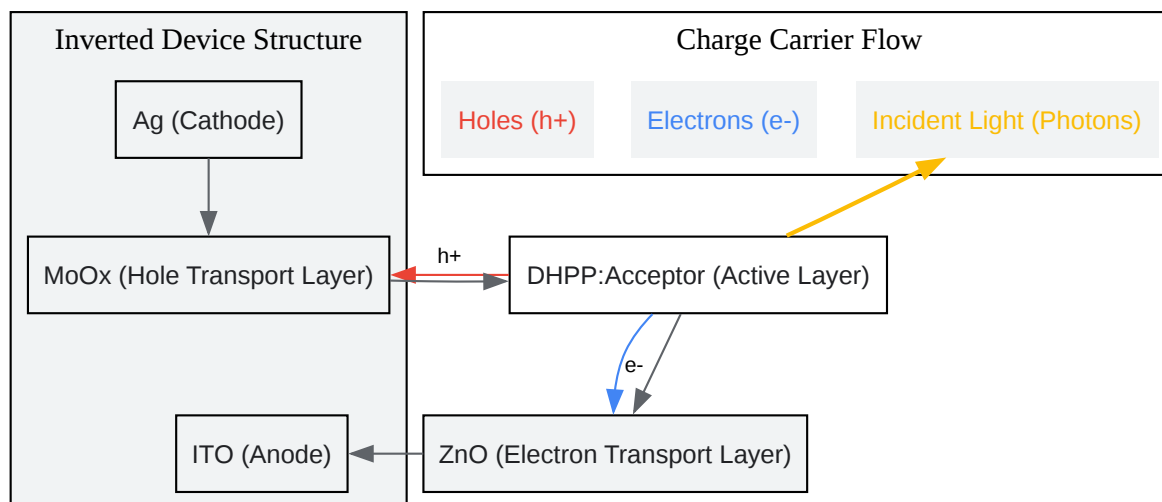 Inverted Device Structure
Charge Carrier Flow
Ag (Cathode)
Holes (h+)
Electrons (e-)
Incident Light (Photons)
MoOx (Hole Transport Layer)
h+
DHPP:Acceptor (Active Layer)
e-
ITO (Anode)
ZnO (Electron Transport Layer)